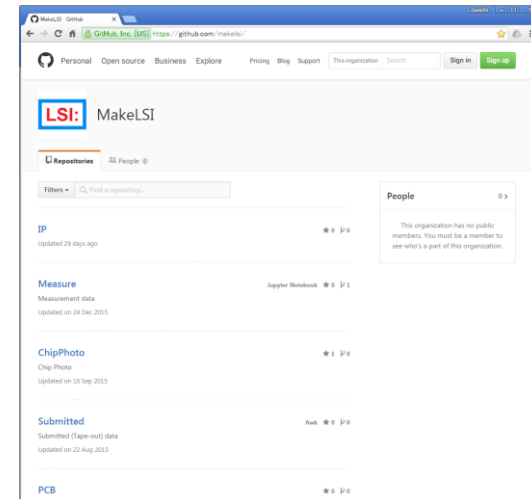 MakeLSI · GitHub
GitHub, Inc. [US] https://github.com/makelsi/
Personal Open source Business Explore Pricing Blog Support This organization Search Sign in Sign up
LSI: MakeLSI
Repositories People 0
Filters Find a repository...
People 0
This organization has no public
members. You must be a member to
see who's a part of this organization.
IP 0 0
Updated 29 days ago
Measure Jupyter Notebook 0 1
Measurement data
Updated on 24 Dec 2015
ChipPhoto 1 0
Chip Photo
Updated on 16 Sep 2015
Submitted Awk 0 0
Submitted (Tape-out) data
Updated on 22 Aug 2015
PCB 0 0